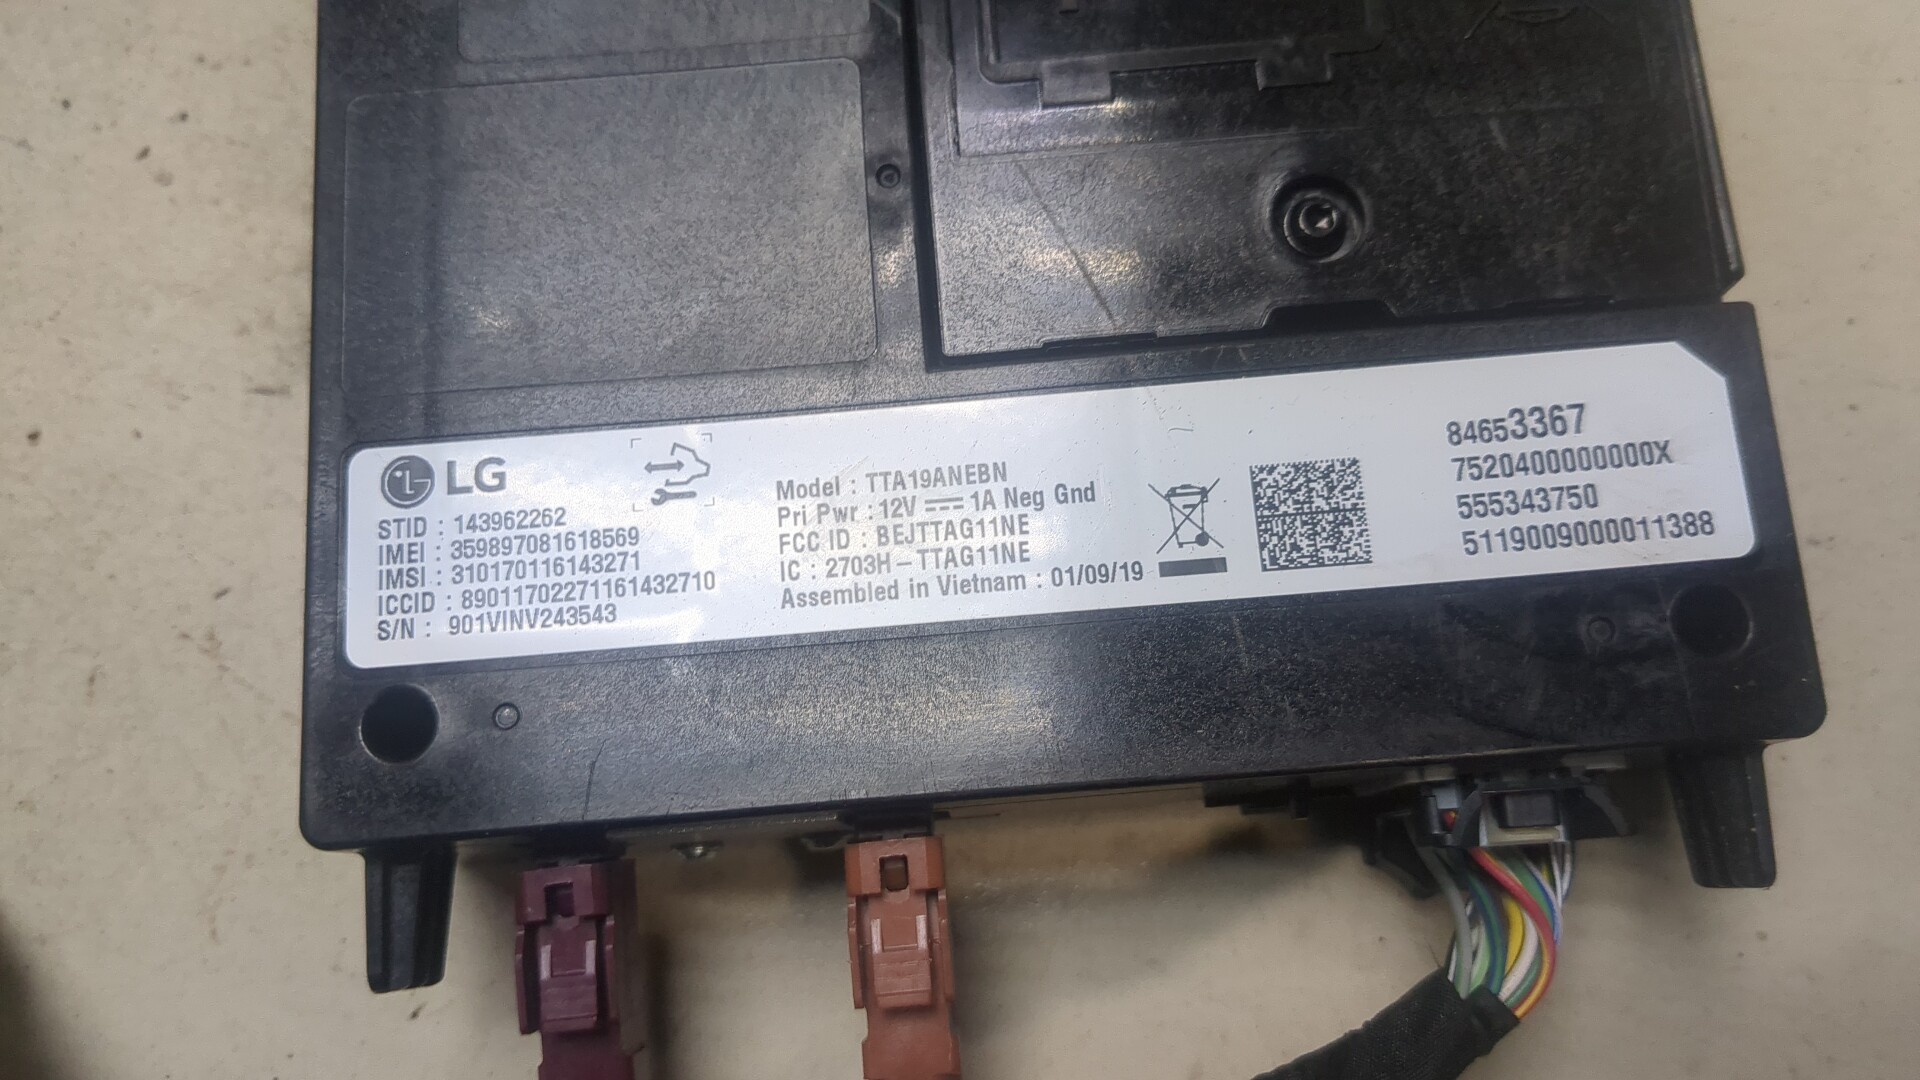 LG
STID : 143962262
IMEI : 359897081618569
IMSI : 310170116143271
ICCID : 89011702271161432710
S/N : 901VINV243543
Model : TTA19ANEBN
Pri Pwr : 12V ⎓ 1A Neg Gnd
FCC ID : BEJTTAG11NE
IC : 2703H-TTAG11NE
Assembled in Vietnam : 01/09/19
84653367
7520400000000X
555343750
5119009000011388